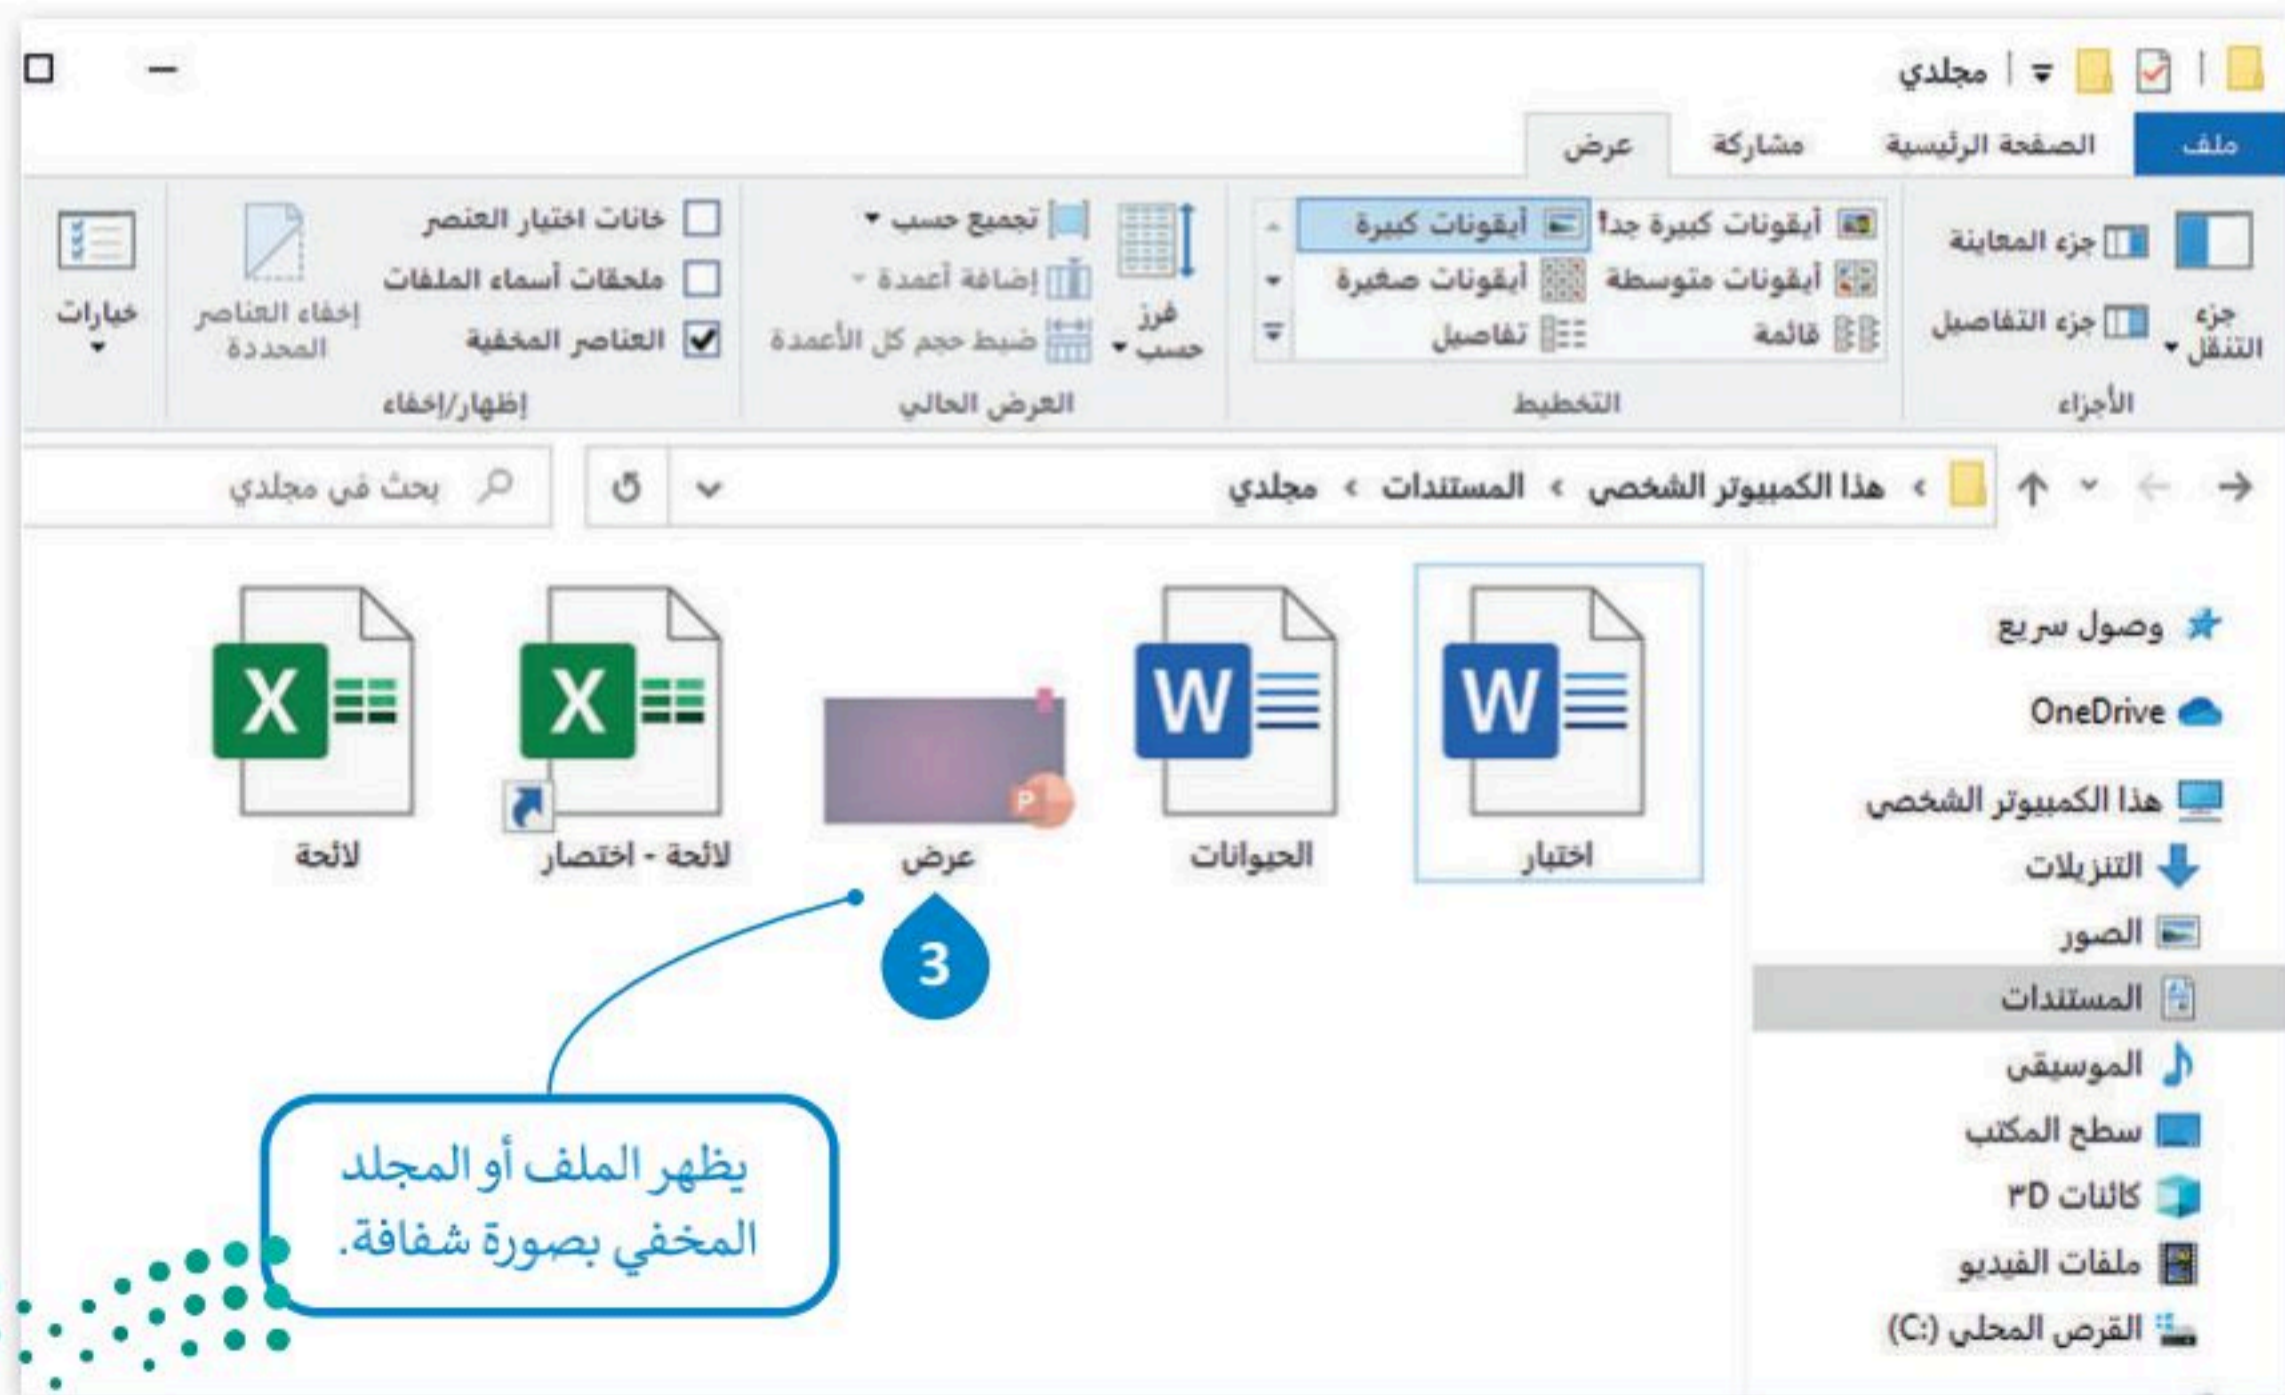 مجلدي
ملف الصفحة الرئيسية مشاركة عرض
جزء التنقل
جزء المعاينة
جزء التفاصيل
الأجزاء
أيقونات كبيرة جداً أيقونات كبيرة
أيقونات متوسطة أيقونات صغيرة
قائمة تفاصيل
التخطيط
فرز حسب
تجميع حسب
إضافة أعمدة
ضبط حجم كل الأعمدة
العرض الحالي
خانات اختيار العنصر
ملحقات أسماء الملفات
العناصر المخفية
إخفاء العناصر
المحددة
إظهار/إخفاء
خيارات
هذا الكمبيوتر الشخصي › المستندات › مجلدي
بحث في مجلدي
وصول سريع
OneDrive
هذا الكمبيوتر الشخصي
التنزيلات
الصور
المستندات
الموسيقى
سطح المكتب
كائنات ٣D
ملفات الفيديو
القرص المحلي (C:)
اختبار
الحيوانات
عرض
لائحة - اختصار
لائحة
3
يظهر الملف أو المجلد
المخفي بصورة شفافة.